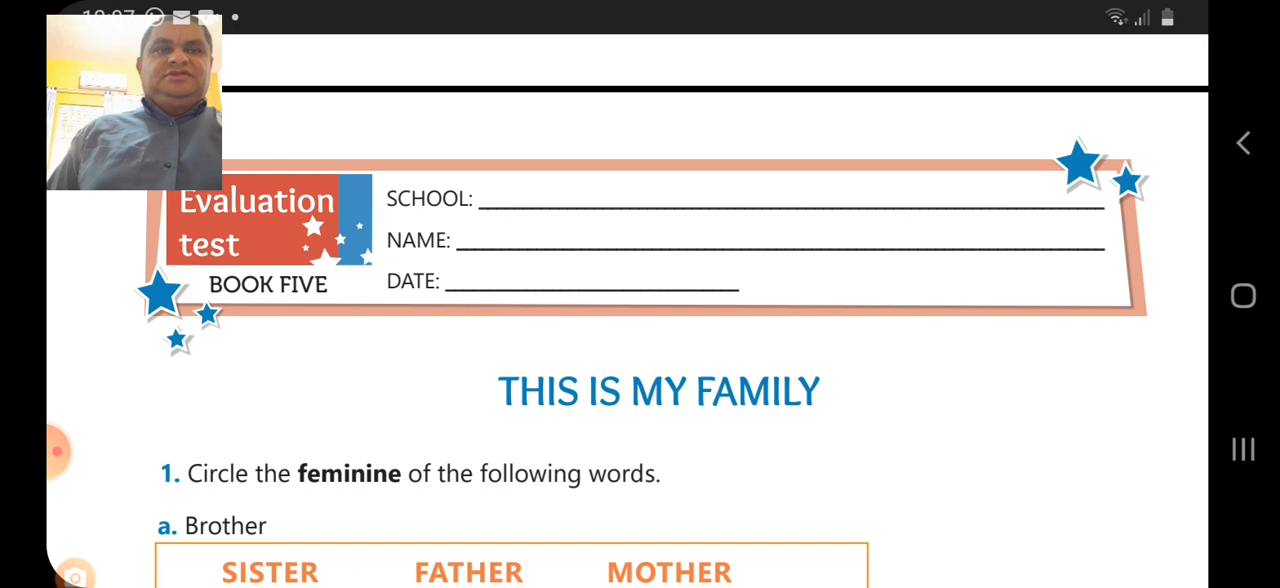 Evaluation
test
BOOK FIVE
SCHOOL:
NAME:
DATE:
THIS IS MY FAMILY
1. Circle the feminine of the following words.
a. Brother
SISTER FATHER MOTHER